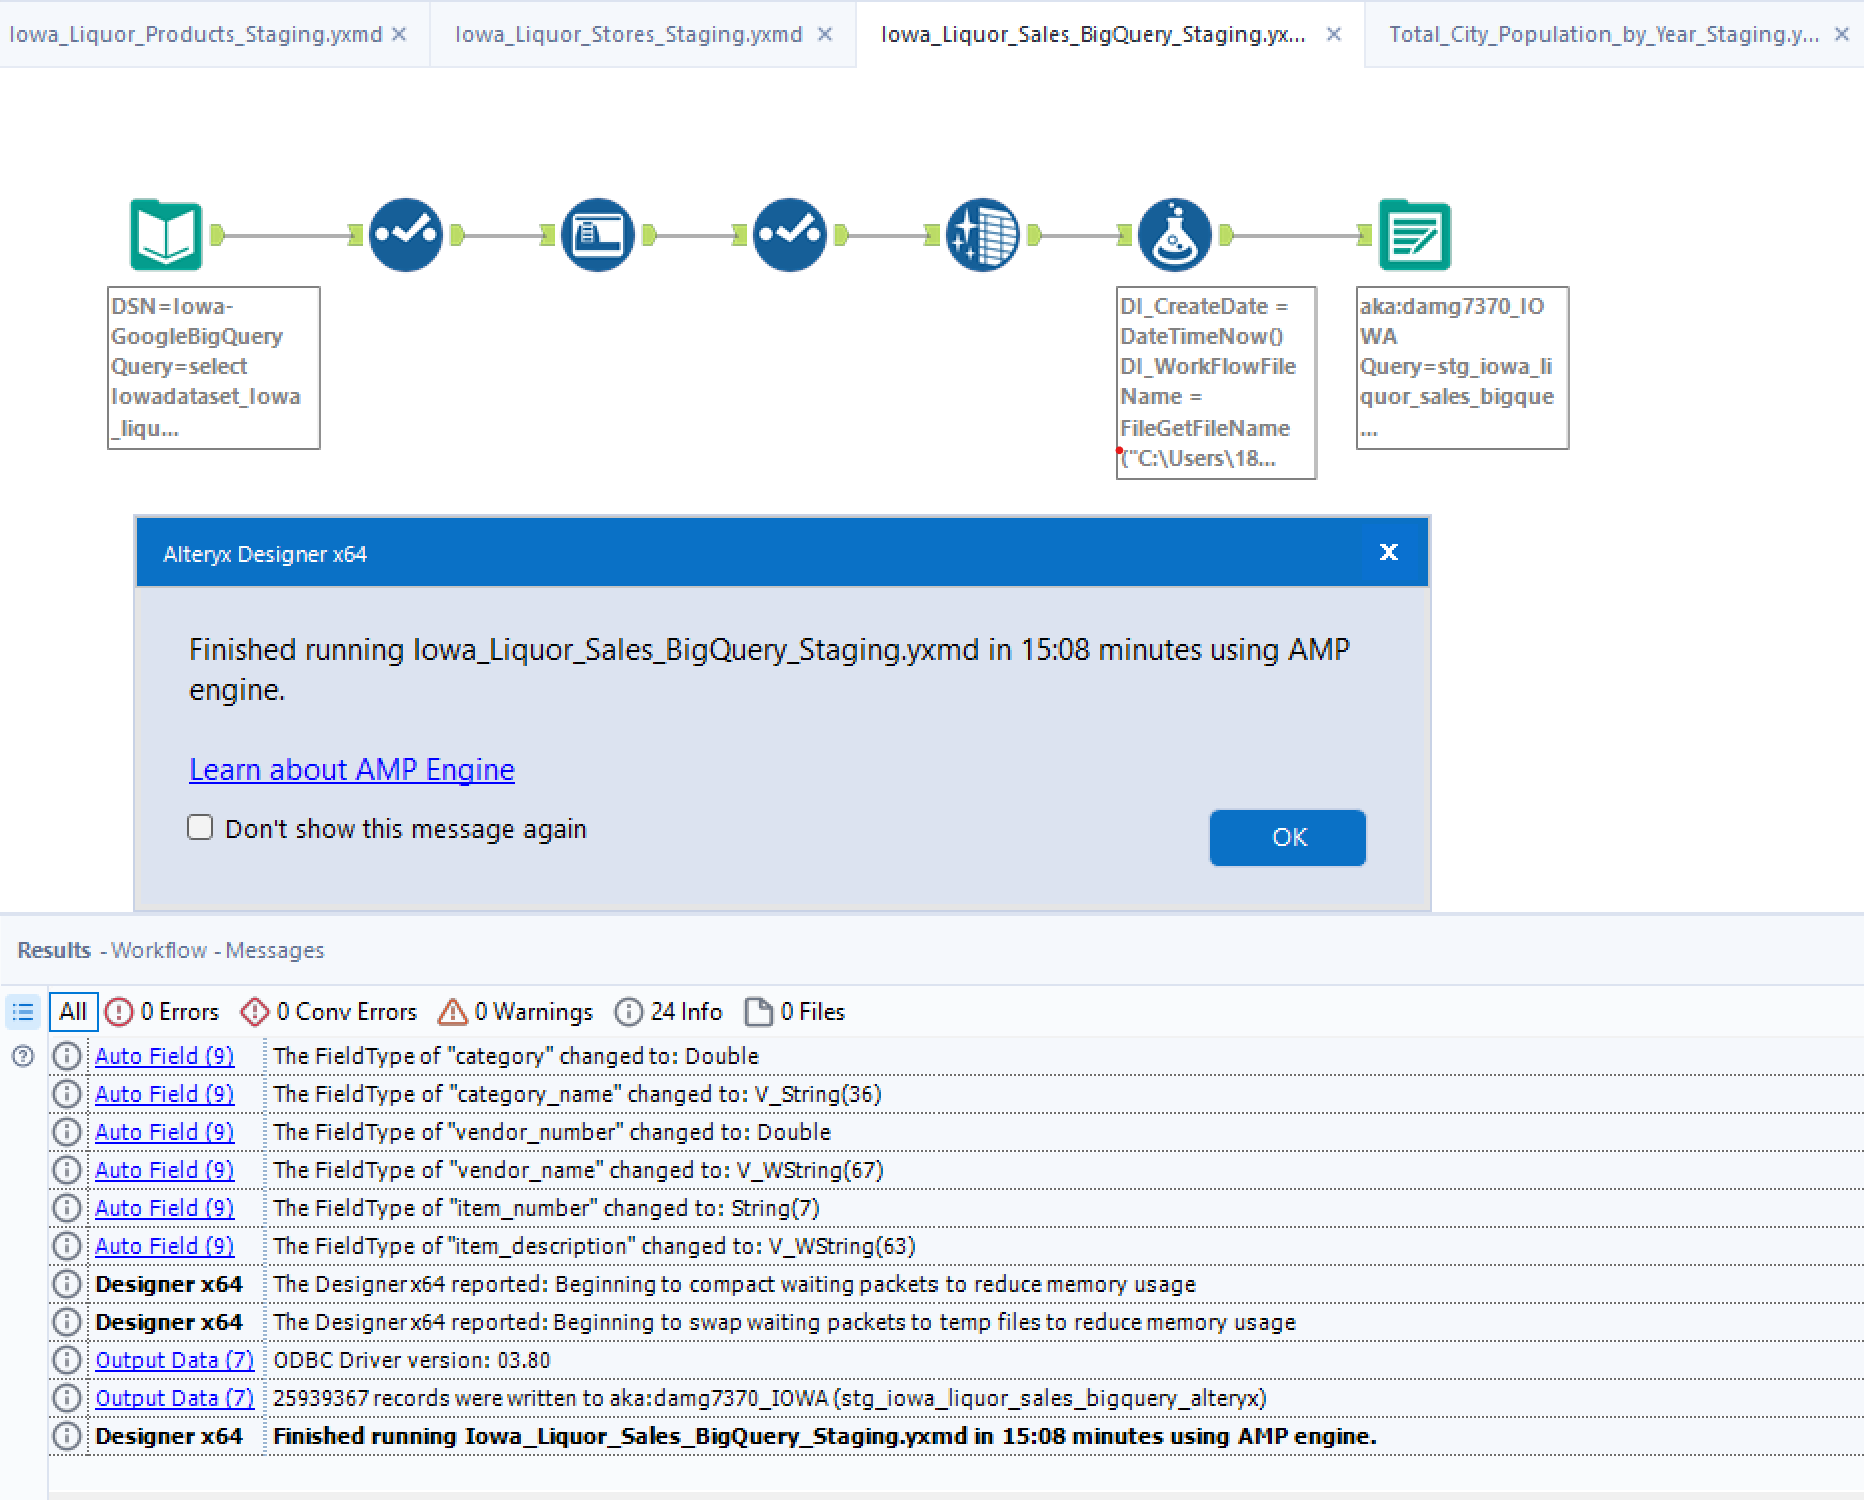 Iowa_Liquor_Products_Staging.yxmd
Iowa_Liquor_Stores_Staging.yxmd
Iowa_Liquor_Sales_BigQuery_Staging.yx...
Total_City_Population_by_Year_Staging.y...
DSN=Iowa-
GoogleBigQuery
Query=select
Iowadataset_Iowa
_liqu...
DI_CreateDate =
DateTimeNow()
DI_WorkFlowFile
Name =
FileGetFileName
("C:\Users\18...
aka:damg7370_IO
WA
Query=stg_iowa_li
quor_sales_bigque
...
Alteryx Designer x64
Finished running Iowa_Liquor_Sales_BigQuery_Staging.yxmd in 15:08 minutes using AMP
engine.
Learn about AMP Engine
Don't show this message again
OK
Results - Workflow - Messages
All 0 Errors 0 Conv Errors 0 Warnings 24 Info 0 Files
Auto Field (9) The FieldType of "category" changed to: Double
Auto Field (9) The FieldType of "category_name" changed to: V_String(36)
Auto Field (9) The FieldType of "vendor_number" changed to: Double
Auto Field (9) The FieldType of "vendor_name" changed to: V_WString(67)
Auto Field (9) The FieldType of "item_number" changed to: String(7)
Auto Field (9) The FieldType of "item_description" changed to: V_WString(63)
Designer x64 The Designer x64 reported: Beginning to compact waiting packets to reduce memory usage
Designer x64 The Designer x64 reported: Beginning to swap waiting packets to temp files to reduce memory usage
Output Data (7) ODBC Driver version: 03.80
Output Data (7) 25939367 records were written to aka:damg7370_IOWA (stg_iowa_liquor_sales_bigquery_alteryx)
Designer x64 Finished running Iowa_Liquor_Sales_BigQuery_Staging.yxmd in 15:08 minutes using AMP engine.